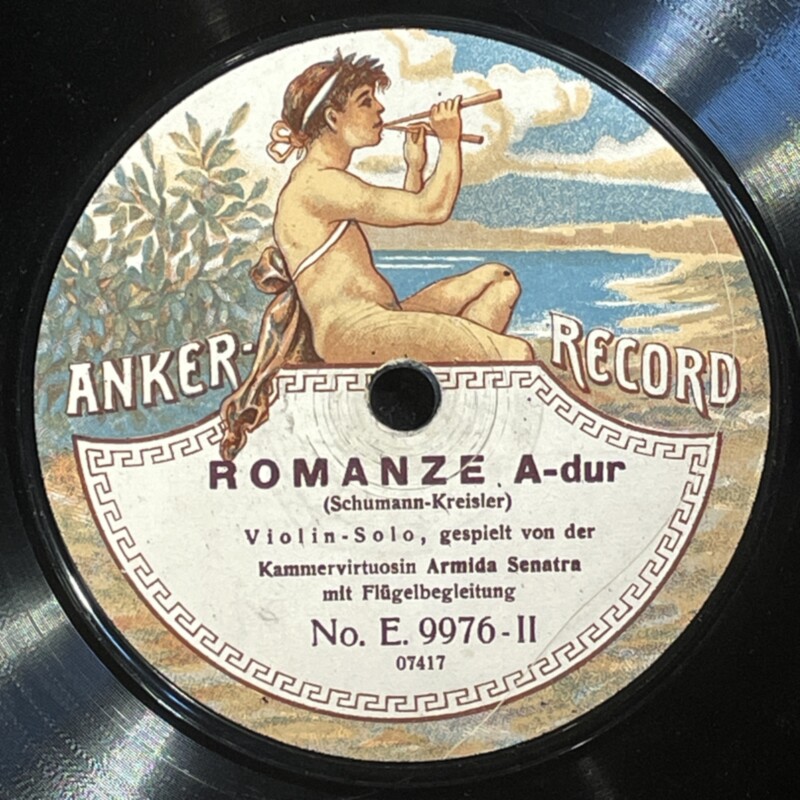 ANKER-RECORD
ROMANZE A-dur
(Schumann-Kreisler)
Violin-Solo, gespielt von der
Kammervirtuosin Armida Senatra
mit Flügelbegleitung
No. E. 9976-II
07417